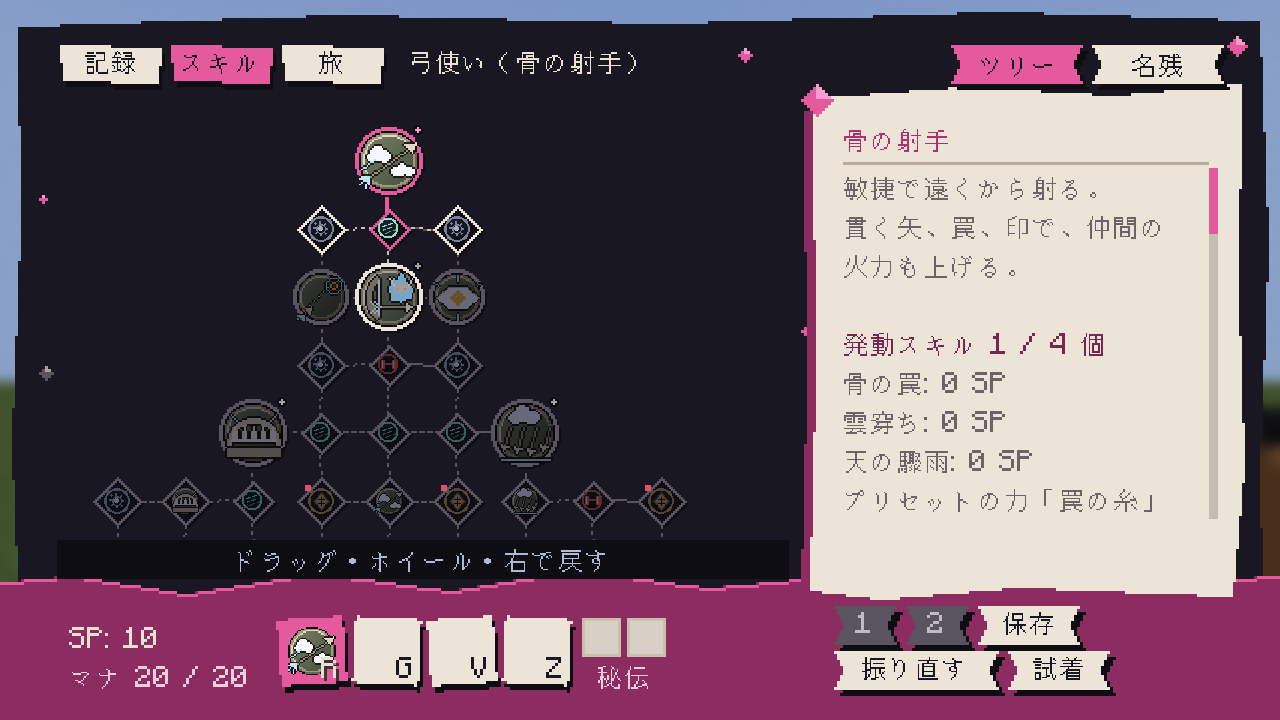 記録
スキル
旅
弓使い（骨の射手）
ツリー
名残
骨の射手
敏捷で遠くから射る。
貫く矢、罠、印で、仲間の
火力も上げる。
発動スキル 1 / 4 個
骨の罠: 0 SP
雲穿ち: 0 SP
天の驟雨: 0 SP
プリセットの力「罠の糸」
ドラッグ・ホイール・右で戻す
SP: 10
マナ 20 / 20
R
G
V
Z
秘伝
1
2
保存
振り直す
試着